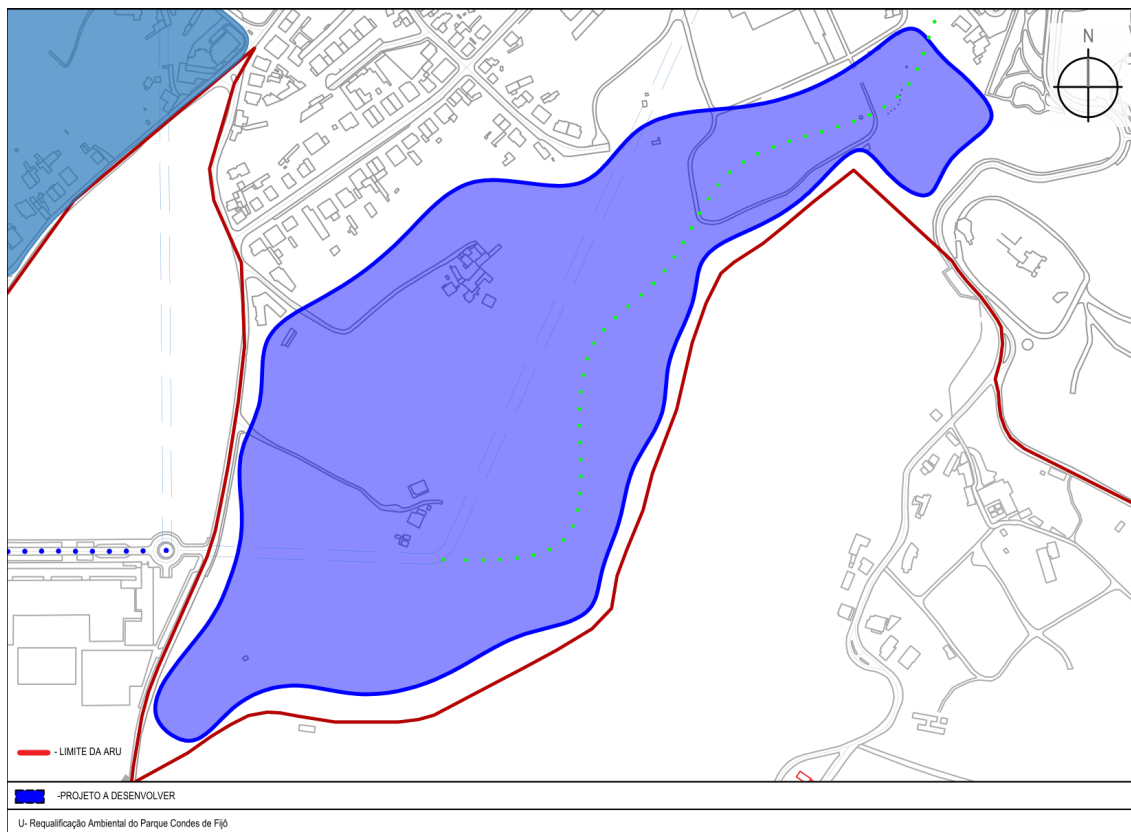 N
- LIMITE DA ARU
-PROJETO A DESENVOLVER
U- Requalificação Ambiental do Parque Condes de Fijô